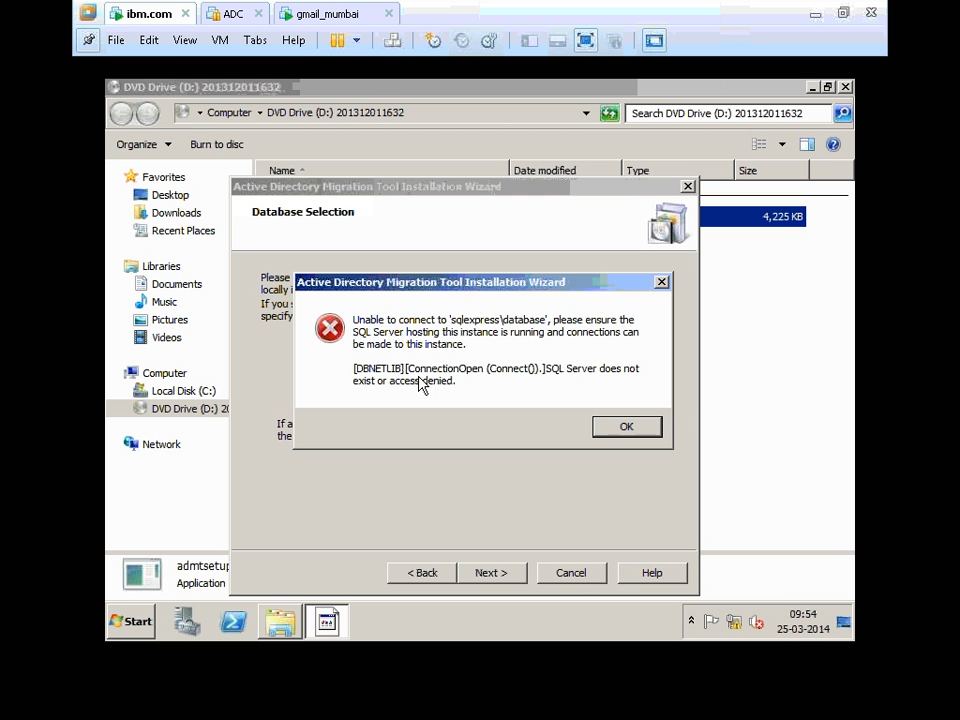 ibm.com
ADC
gmail_mumbai
File Edit View VM Tabs Help
DVD Drive (D:) 201312011632
Computer DVD Drive (D:) 201312011632
Search DVD Drive (D:) 201312011632
Organize Burn to disc
Name Date modified Type Size
Favorites
Desktop
Downloads
Recent Places
Libraries
Documents
Music
Pictures
Videos
Computer
Local Disk (C:)
DVD Drive (D:) 20
Network
4,225 KB
Active Directory Migration Tool Installation Wizard
Database Selection
Please
locally i
If you
specify
Active Directory Migration Tool Installation Wizard
Unable to connect to 'sqlexpress\database', please ensure the
SQL Server hosting this instance is running and connections can
be made to this instance.
[DBNETLIB][ConnectionOpen (Connect()).]SQL Server does not
exist or access denied.
OK
If a
the
< Back Next > Cancel Help
admtsetup
Application
Start
09:54
25-03-2014